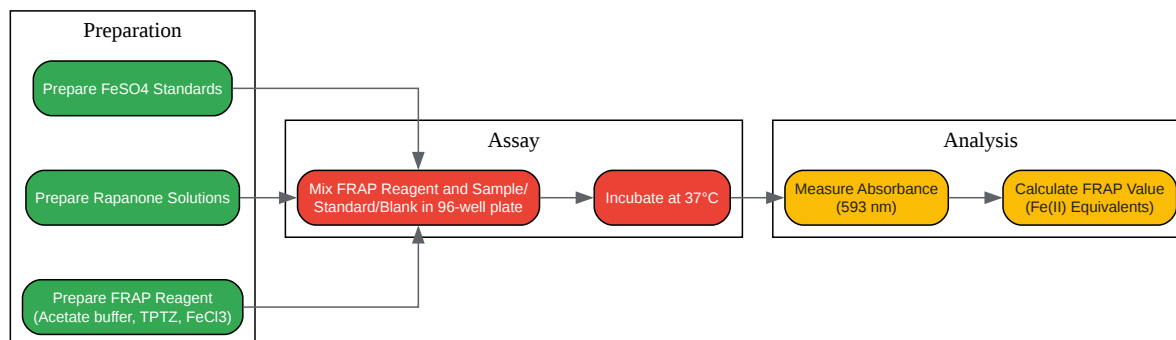 Preparation
Prepare FeSO4 Standards
Prepare Rapanone Solutions
Prepare FRAP Reagent
(Acetate buffer, TPTZ, FeCl3)
Assay
Mix FRAP Reagent and Sample/
Standard/Blank in 96-well plate
Incubate at 37°C
Analysis
Measure Absorbance
(593 nm)
Calculate FRAP Value
(Fe(II) Equivalents)